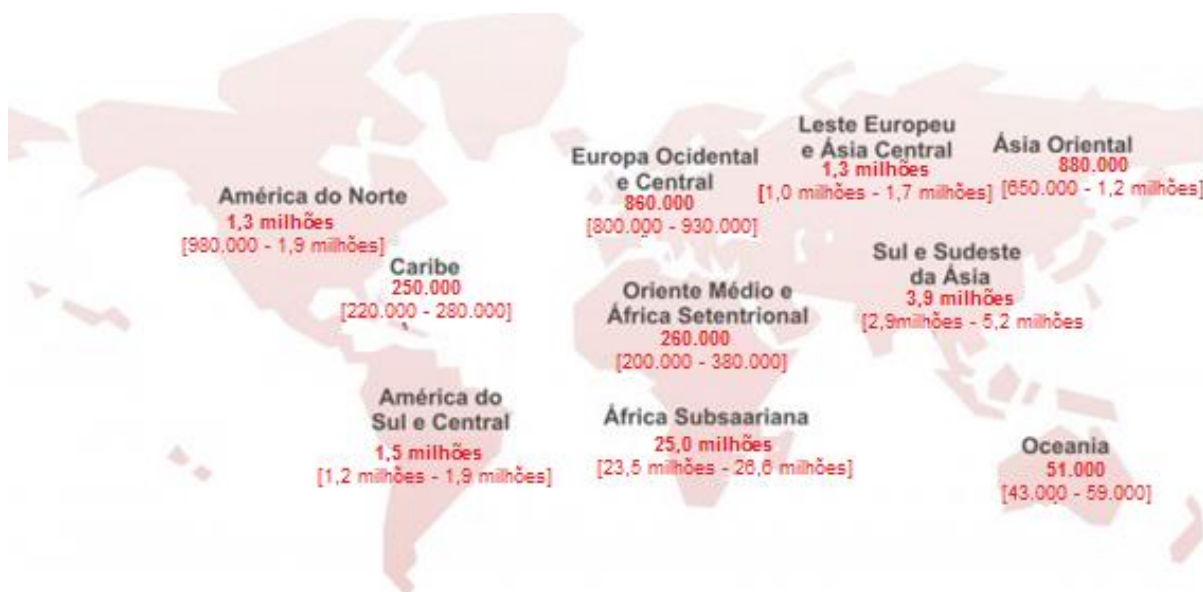 América do Norte
1,3 milhões
[980.000 - 1,9 milhões]
Caribe
250.000
[220.000 - 280.000]
América do
Sul e Central
1,5 milhões
[1,2 milhões - 1,9 milhões]
Europa Ocidental
e Central
860.000
[800.000 - 930.000]
Oriente Médio e
África Setentrional
260.000
[200.000 - 380.000]
África Subsaariana
25,0 milhões
[23,5 milhões - 26,6 milhões]
Leste Europeu
e Ásia Central
1,3 milhões
[1,0 milhões - 1,7 milhões]
Ásia Oriental
880.000
[650.000 - 1,2 milhões]
Sul e Sudeste
da Ásia
3,9 milhões
[2,9milhões - 5,2 milhões
Oceania
51.000
[43.000 - 59.000]